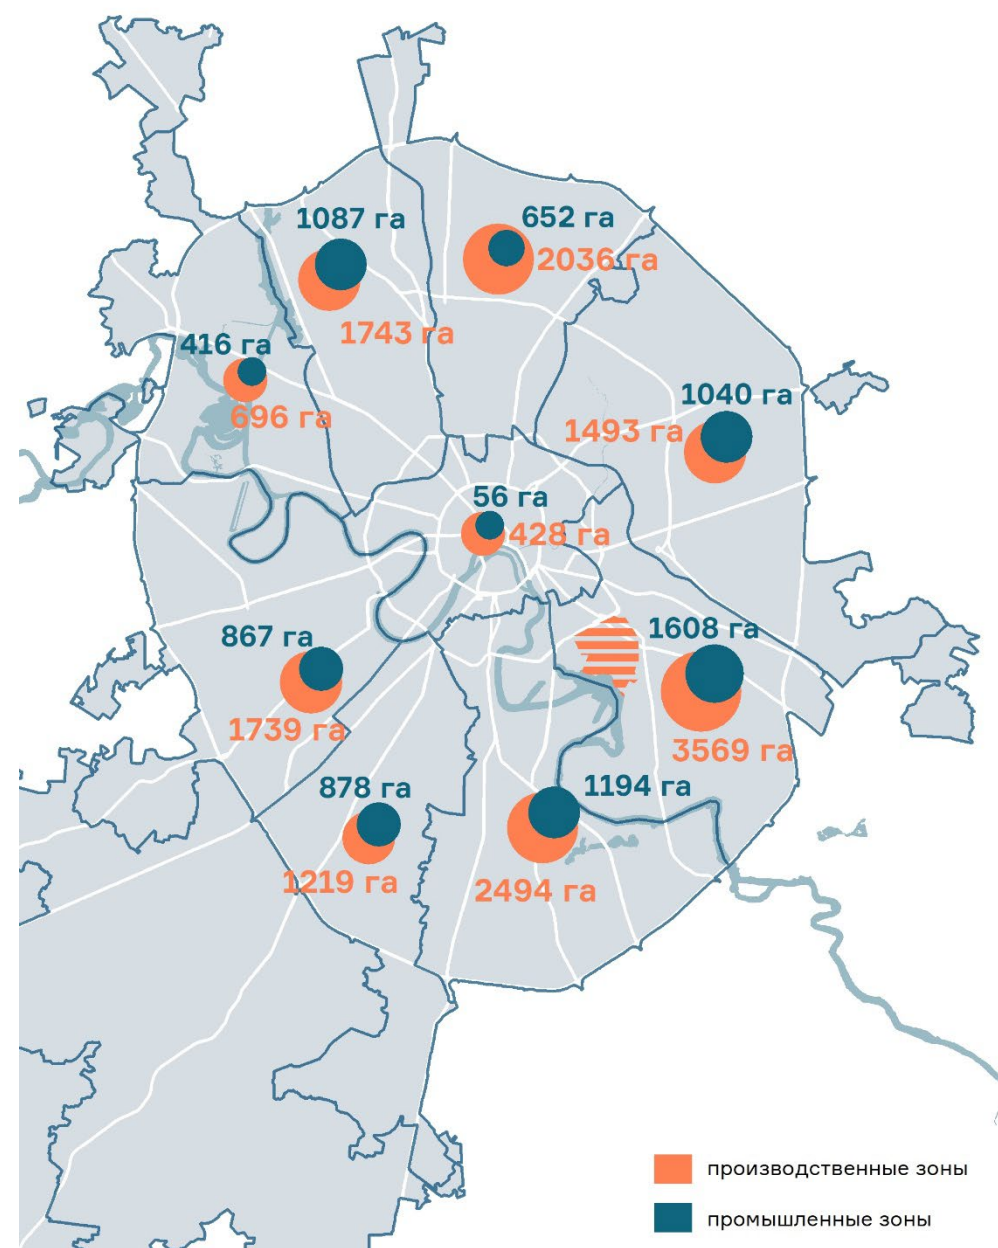 1087 га
652 га
2036 га
1743 га
416 га
696 га
1040 га
1493 га
56 га
428 га
867 га
1739 га
1608 га
3569 га
878 га
1219 га
1194 га
2494 га
производственные зоны
промышленные зоны